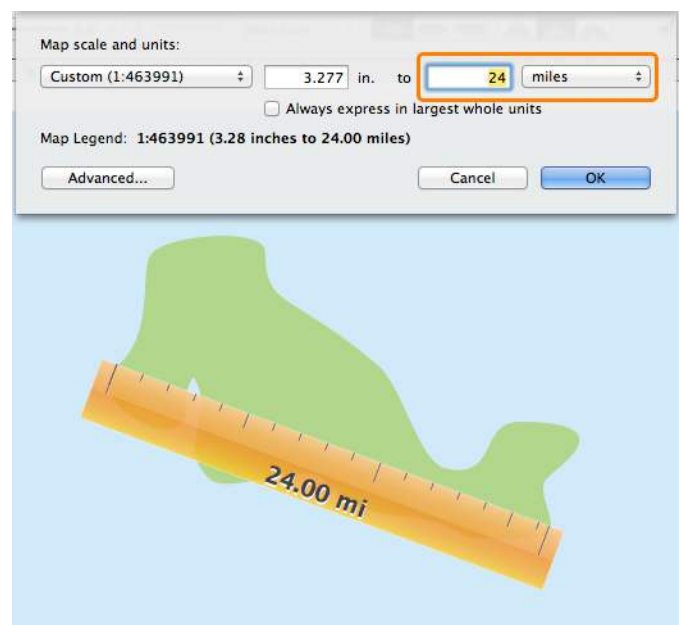 Map scale and units:
Custom (1:463991) 3.277 in. to 24 miles
Always express in largest whole units
Map Legend: 1:463991 (3.28 inches to 24.00 miles)
Advanced... Cancel OK
24.00 mi